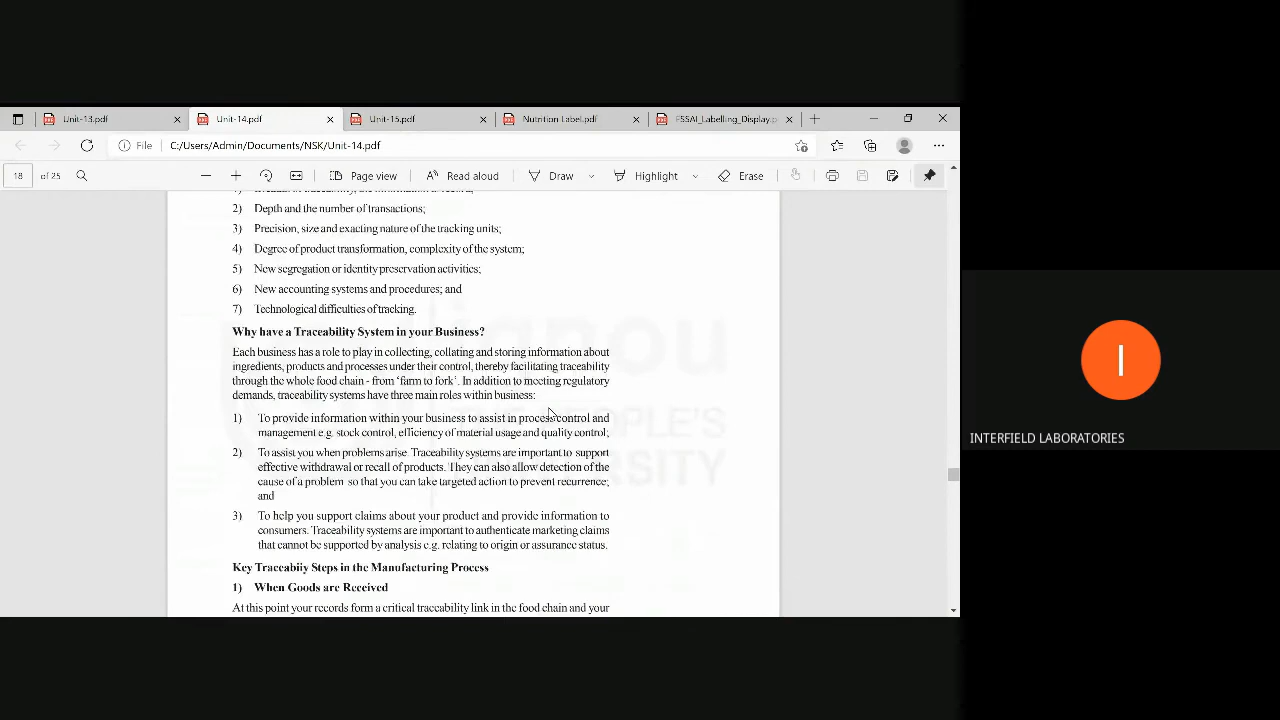 Unit-13.pdf
Unit-14.pdf
Unit-15.pdf
Nutrition Label.pdf
FSSAI_Labelling_Display.p
File C:/Users/Admin/Documents/NSK/Unit-14.pdf
18 of 25
Page view
Read aloud
Draw
Highlight
Erase
2) Depth and the number of transactions;
3) Precision, size and exacting nature of the tracking units;
4) Degree of product transformation, complexity of the system;
5) New segregation or identity preservation activities;
6) New accounting systems and procedures; and
7) Technological difficulties of tracking.
Why have a Traceability System in your Business?
Each business has a role to play in collecting, collating and storing information about
ingredients, products and processes under their control, thereby facilitating traceability
through the whole food chain - from ‘farm to fork’. In addition to meeting regulatory
demands, traceability systems have three main roles within business:
1) To provide information within your business to assist in process control and
management e.g. stock control, efficiency of material usage and quality control;
2) To assist you when problems arise. Traceability systems are important to support
effective withdrawal or recall of products. They can also allow detection of the
cause of a problem so that you can take targeted action to prevent recurrence;
and
3) To help you support claims about your product and provide information to
consumers. Traceability systems are important to authenticate marketing claims
that cannot be supported by analysis e.g. relating to origin or assurance status.
Key Traceabiiy Steps in the Manufacturing Process
1) When Goods are Received
At this point your records form a critical traceability link in the food chain and your
ignou
THE PEOPLE'S
I
INTERFIELD LABORATORIES